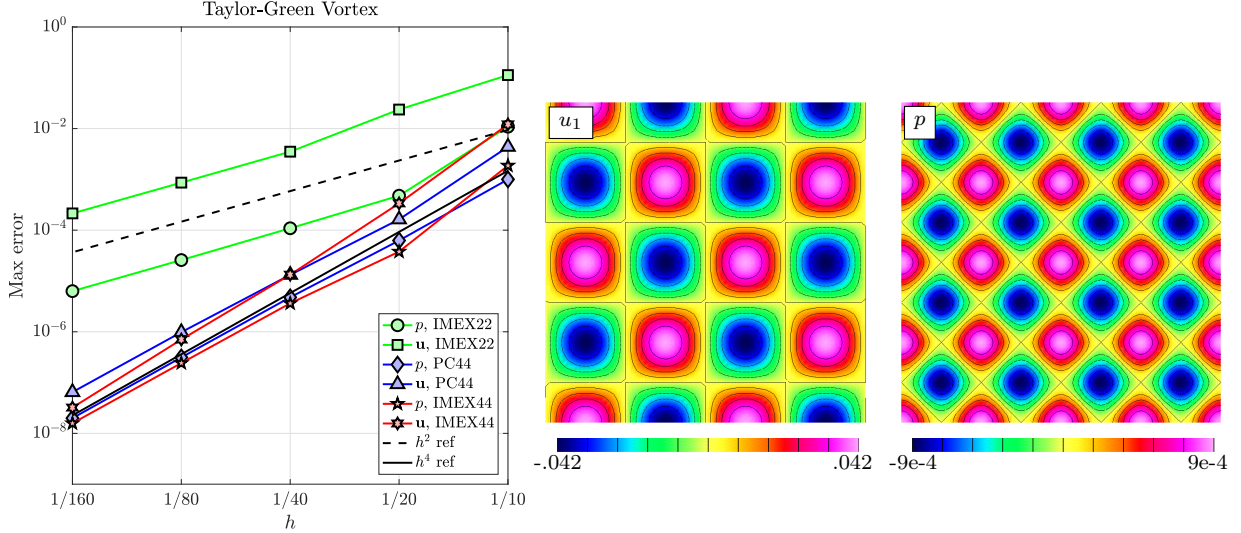 Taylor-Green Vortex
Max error
10^0
10^{-2}
10^{-4}
10^{-6}
10^{-8}
1/160
1/80
1/40
1/20
1/10
h
p, IMEX22
u, IMEX22
p, PC44
u, PC44
p, IMEX44
u, IMEX44
h^2 ref
h^4 ref
u_1
-.042
.042
p
-9e-4
9e-4